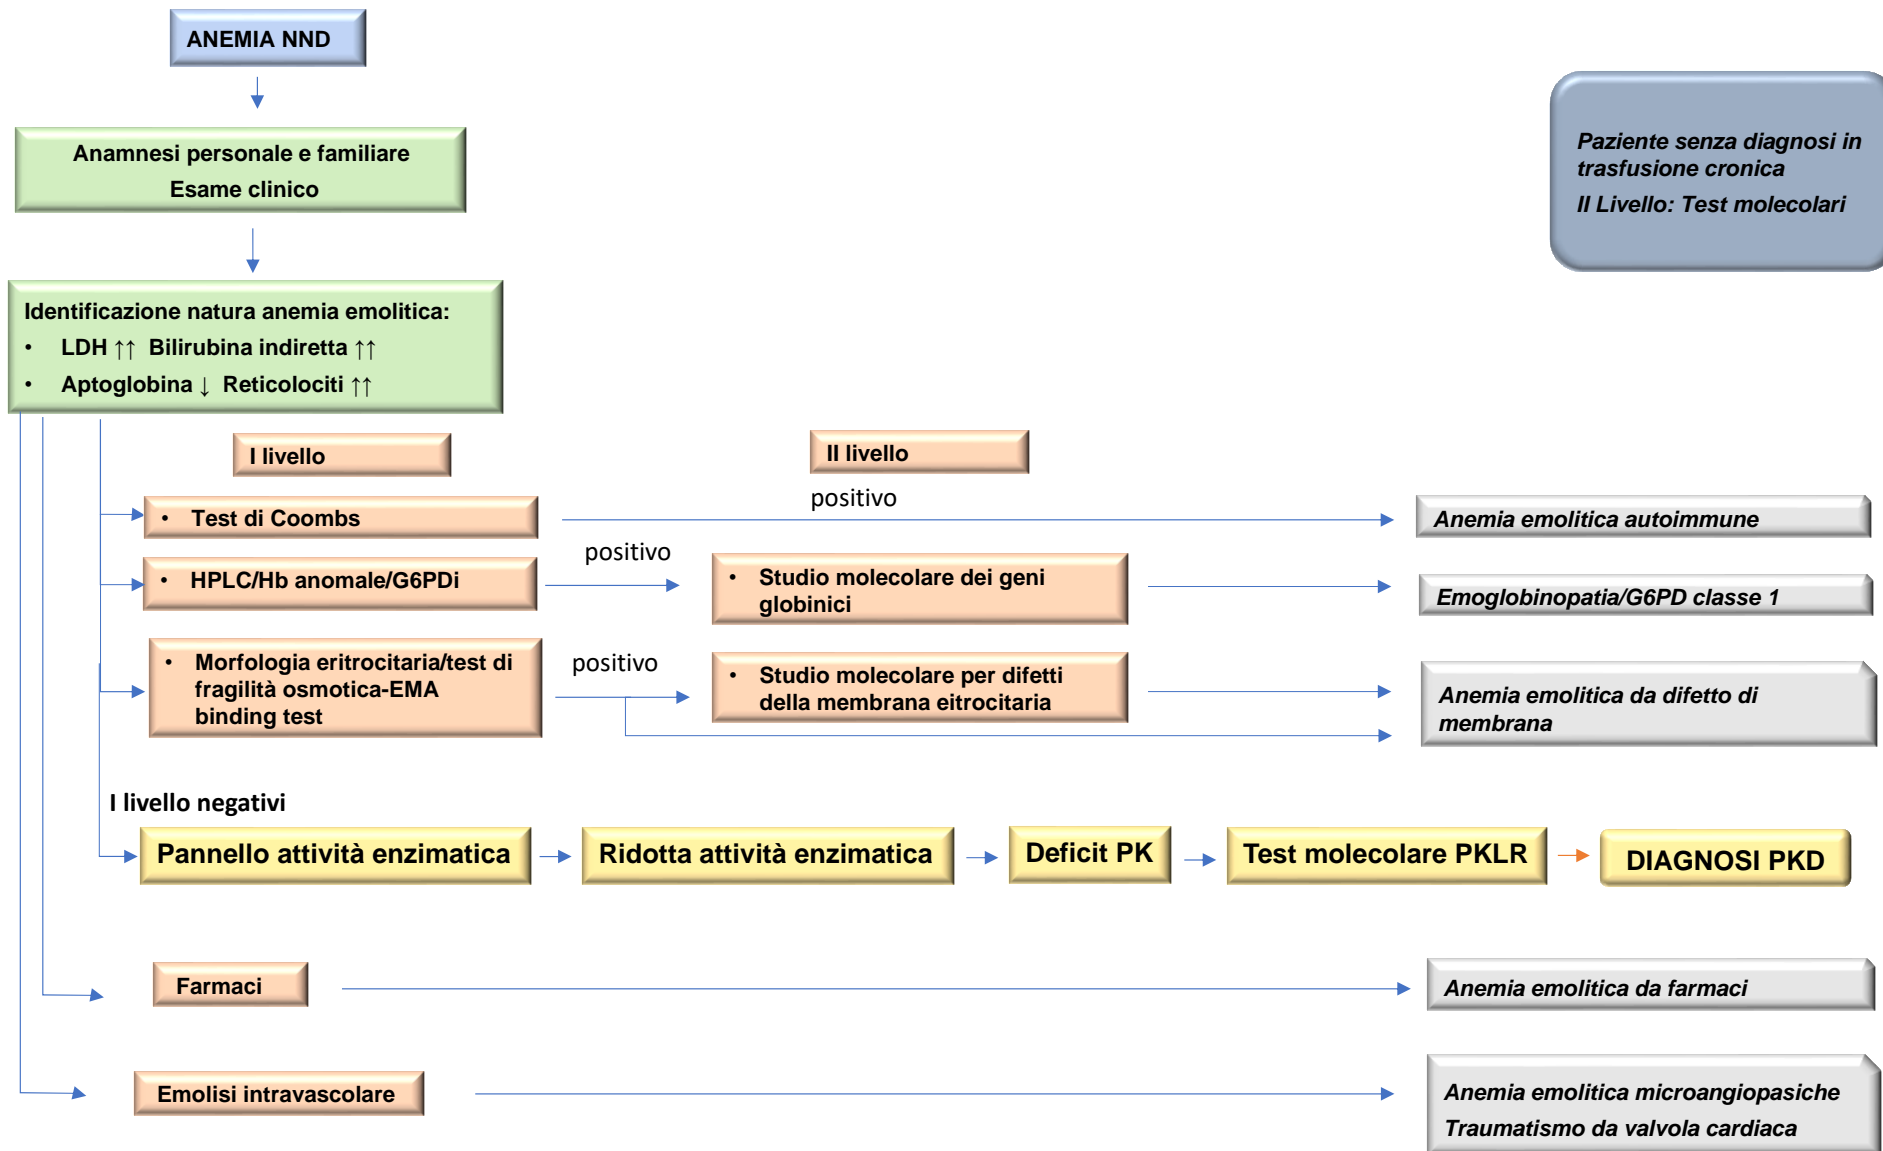 ANEMIA NND
Anamnesi personale e familiare
Esame clinico
Paziente senza diagnosi in
trasfusione cronica
II Livello: Test molecolari
Identificazione natura anemia emolitica:
• LDH ↑↑ Bilirubina indiretta ↑↑
• Aptoglobina ↓ Reticolociti ↑↑
I livello
II livello
• Test di Coombs
positivo
Anemia emolitica autoimmune
• HPLC/Hb anomale/G6PDi
positivo
• Studio molecolare dei geni
globinici
Emoglobinopatia/G6PD classe 1
• Morfologia eritrocitaria/test di
fragilità osmotica-EMA
binding test
positivo
• Studio molecolare per difetti
della membrana eitrocitaria
Anemia emolitica da difetto di
membrana
I livello negativi
Pannello attività enzimatica
Ridotta attività enzimatica
Deficit PK
Test molecolare PKLR
DIAGNOSI PKD
Farmaci
Anemia emolitica da farmaci
Emolisi intravascolare
Anemia emolitica microangiopasiche
Traumatismo da valvola cardiaca